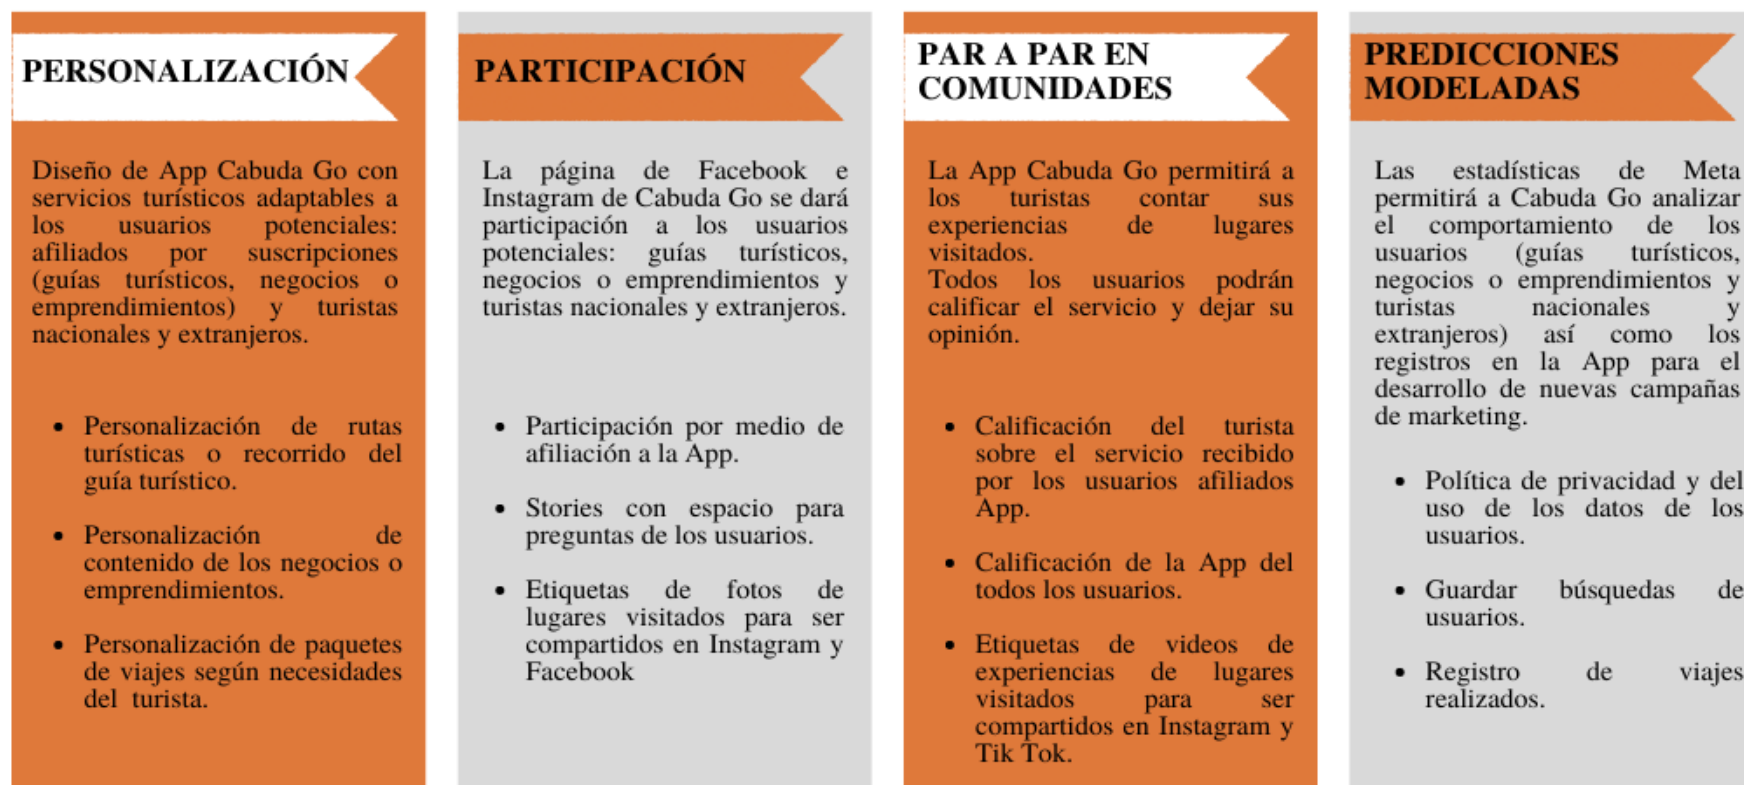 PERSONALIZACIÓN
Diseño de App Cabuda Go con
servicios turísticos adaptables a
los usuarios potenciales:
afiliados por suscripciones
(guías turísticos, negocios o
emprendimientos) y turistas
nacionales y extranjeros.
• Personalización de rutas
turísticas o recorrido del
guía turístico.
• Personalización de
contenido de los negocios o
emprendimientos.
• Personalización de paquetes
de viajes según necesidades
del turista.
PARTICIPACIÓN
La página de Facebook e
Instagram de Cabuda Go se dará
participación a los usuarios
potenciales: guías turísticos,
negocios o emprendimientos y
turistas nacionales y extranjeros.
• Participación por medio de
afiliación a la App.
• Stories con espacio para
preguntas de los usuarios.
• Etiquetas de fotos de
lugares visitados para ser
compartidos en Instagram y
Facebook
PAR A PAR EN
COMUNIDADES
La App Cabuda Go permitirá a
los turistas contar sus
experiencias de lugares
visitados.
Todos los usuarios podrán
calificar el servicio y dejar su
opinión.
• Calificación del turista
sobre el servicio recibido
por los usuarios afiliados
App.
• Calificación de la App del
todos los usuarios.
• Etiquetas de videos de
experiencias de lugares
visitados para ser
compartidos en Instagram y
Tik Tok.
PREDICCIONES
MODELADAS
Las estadísticas de Meta
permitirá a Cabuda Go analizar
el comportamiento de los
usuarios (guías turísticos,
negocios o emprendimientos y
turistas nacionales y
extranjeros) así como los
registros en la App para el
desarrollo de nuevas campañas
de marketing.
• Política de privacidad y del
uso de los datos de los
usuarios.
• Guardar búsquedas de
usuarios.
• Registro de viajes
realizados.